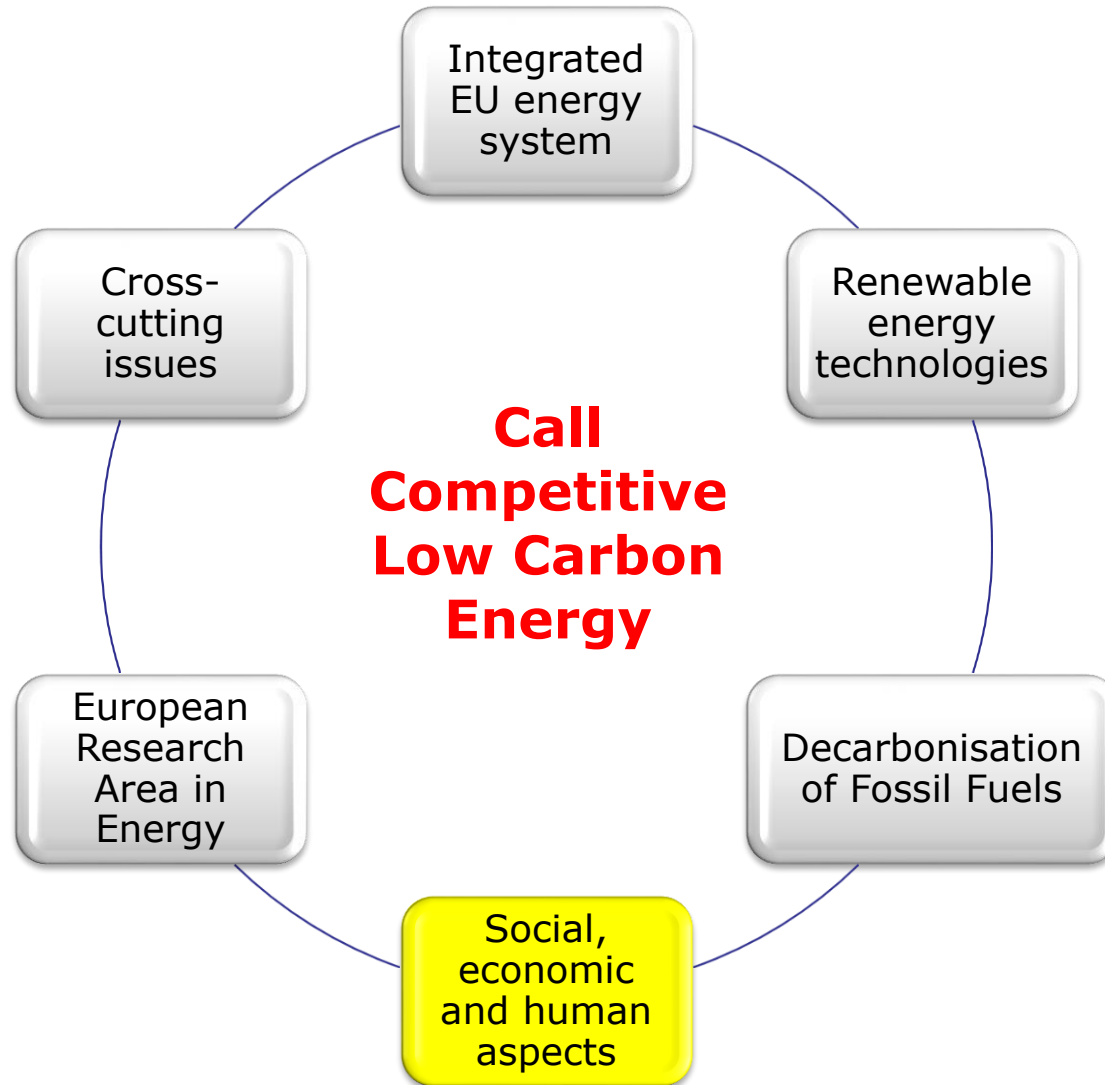 Integrated
EU energy
system
Cross-
cutting
issues
Renewable
energy
technologies
Call
Competitive
Low Carbon
Energy
European
Research
Area in
Energy
Decarbonisation
of Fossil Fuels
Social,
economic
and human
aspects